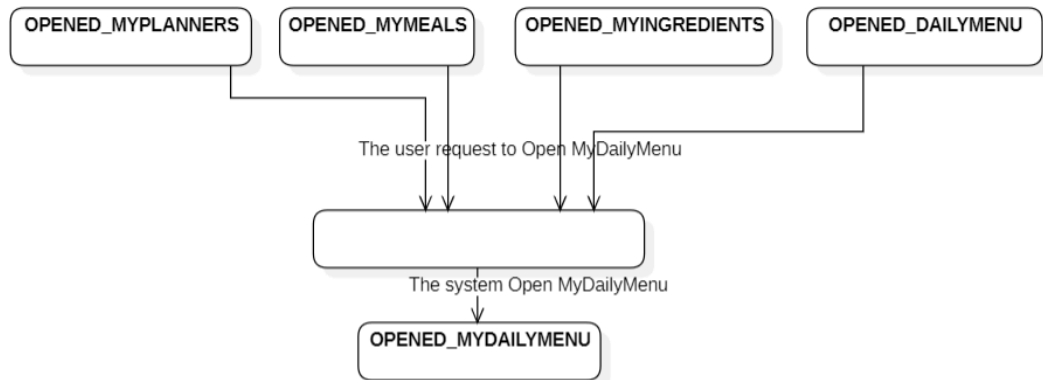 OPENED_MYPLANNERS
OPENED_MYMEALS
OPENED_MYINGREDIENTS
OPENED_DAILYMENU
The user request to Open MyDailyMenu
The system Open MyDailyMenu
OPENED_MYDAILYMENU